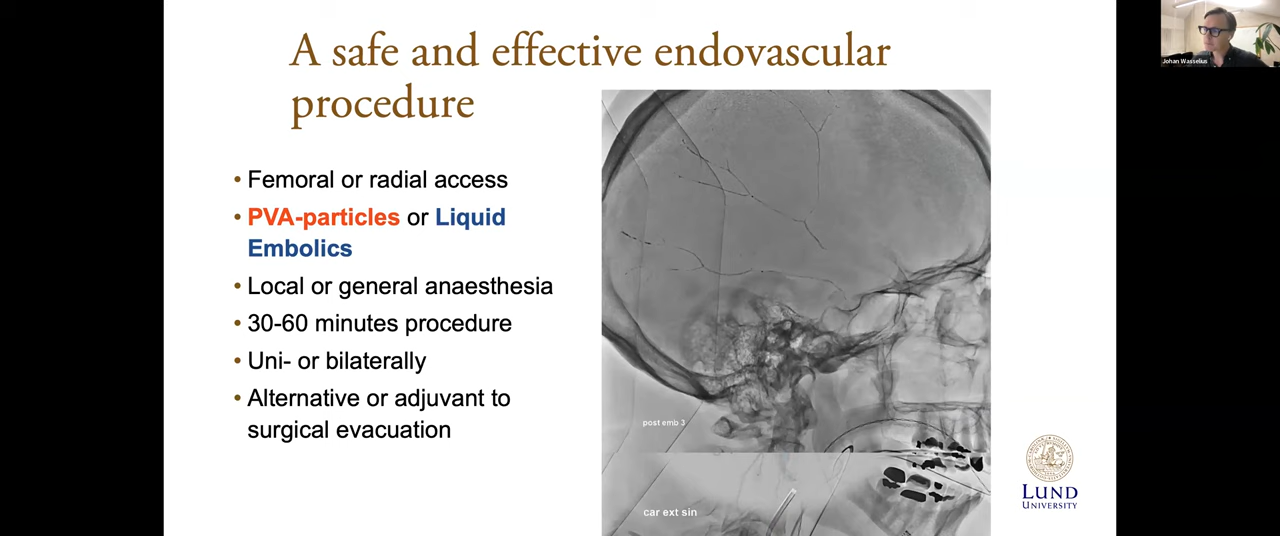 A safe and effective endovascular
procedure
• Femoral or radial access
• PVA-particles or Liquid
Embolics
• Local or general anaesthesia
• 30-60 minutes procedure
• Uni- or bilaterally
• Alternative or adjuvant to
surgical evacuation
post emb 3
car ext sin
LUND
UNIVERSITY
Johan Wasselius